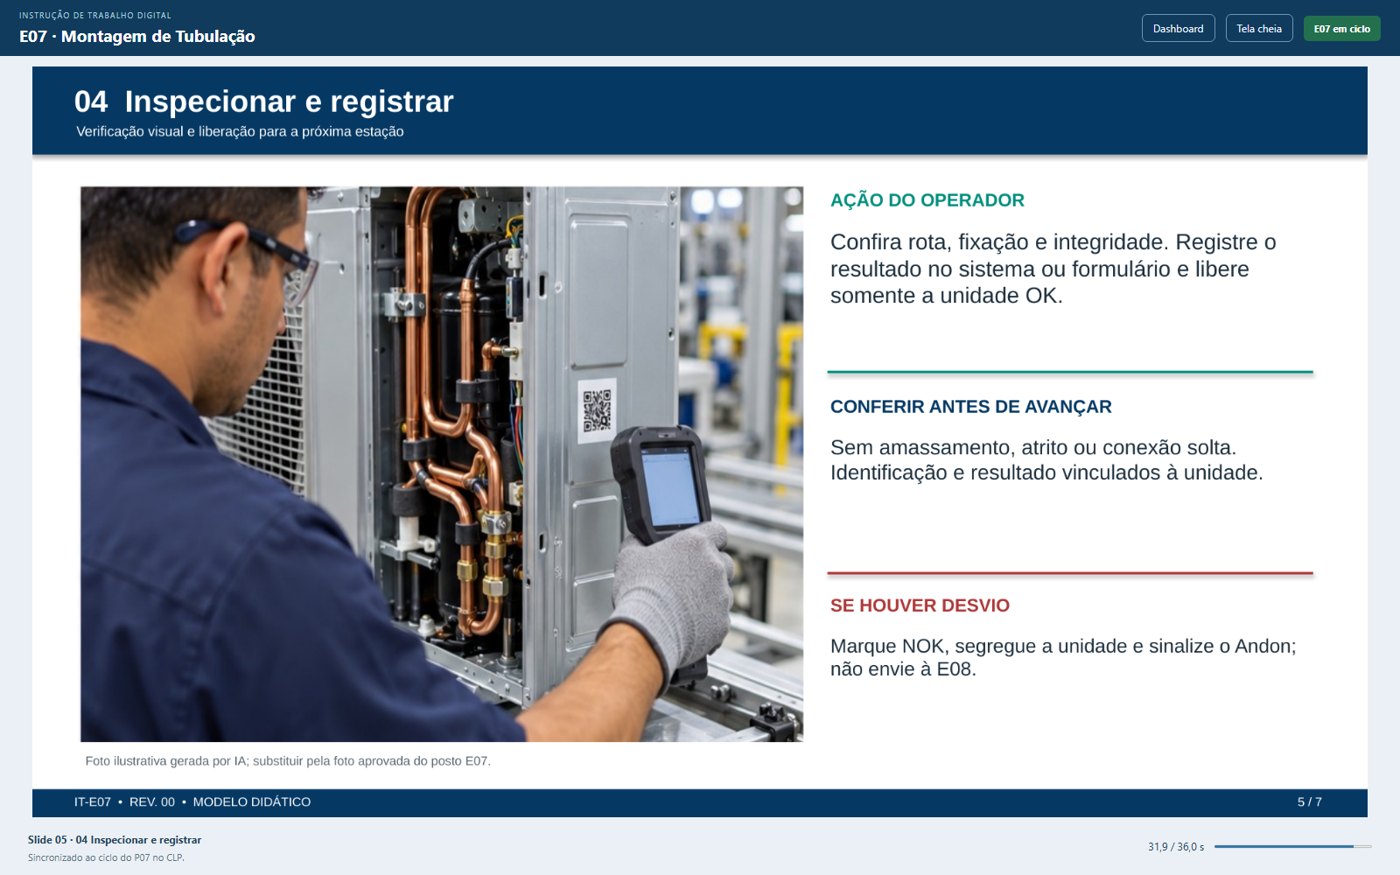 INSTRUÇÃO DE TRABALHO DIGITAL
E07 · Montagem de Tubulação
Dashboard
Tela cheia
E07 em ciclo
04 Inspecionar e registrar
Verificação visual e liberação para a próxima estação
AÇÃO DO OPERADOR
Confira rota, fixação e integridade. Registre o
resultado no sistema ou formulário e libere
somente a unidade OK.
CONFERIR ANTES DE AVANÇAR
Sem amassamento, atrito ou conexão solta.
Identificação e resultado vinculados à unidade.
SE HOUVER DESVIO
Marque NOK, segregue a unidade e sinalize o Andon;
não envie à E08.
Foto ilustrativa gerada por IA; substituir pela foto aprovada do posto E07.
IT-E07 • REV. 00 • MODELO DIDÁTICO
5 / 7
Slide 05 · 04 Inspecionar e registrar
Sincronizado ao ciclo do P07 no CLP.
31,9 / 36,0 s